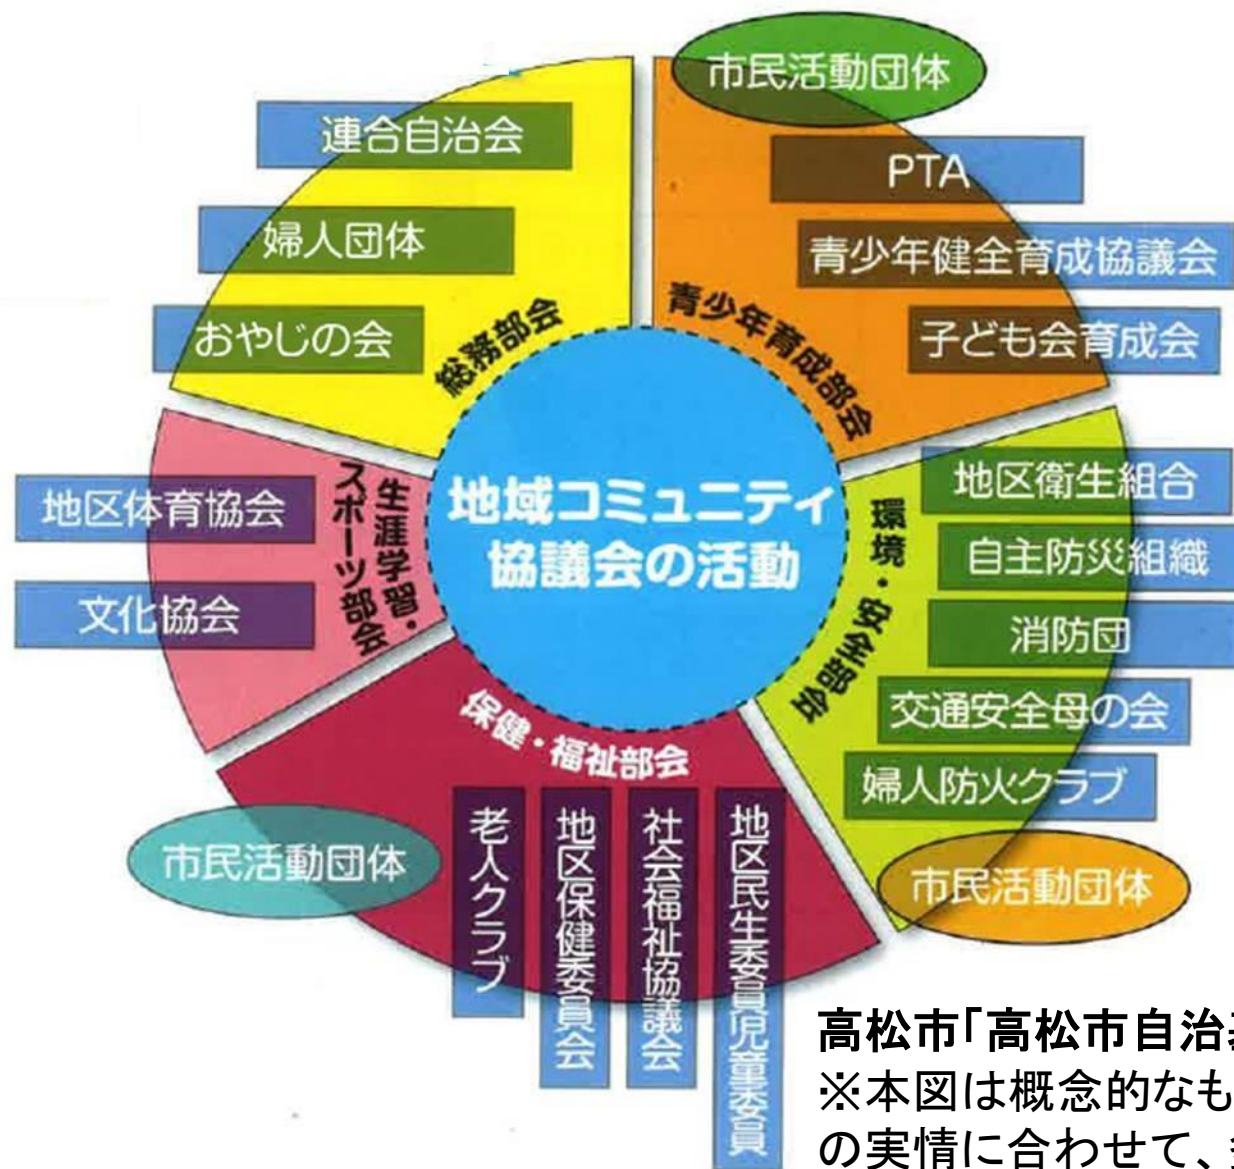 市民活動団体
連合自治会
婦人団体
おやじの会
総務部会
PTA
青少年健全育成協議会
子ども会育成会
青少年育成部会
地区体育協会
文化協会
生涯学習・
スポーツ部会
地域コミュニティ
協議会の活動
地区衛生組合
自主防災組織
消防団
交通安全母の会
婦人防火クラブ
環境・安全部会
市民活動団体
保健・福祉部会
老人クラブ
地区保健委員会
社会福祉協議会
地区民生委員児童委員
市民活動団体
高松市「高松市自治
※本図は概念的なも
の実情に合わせて、